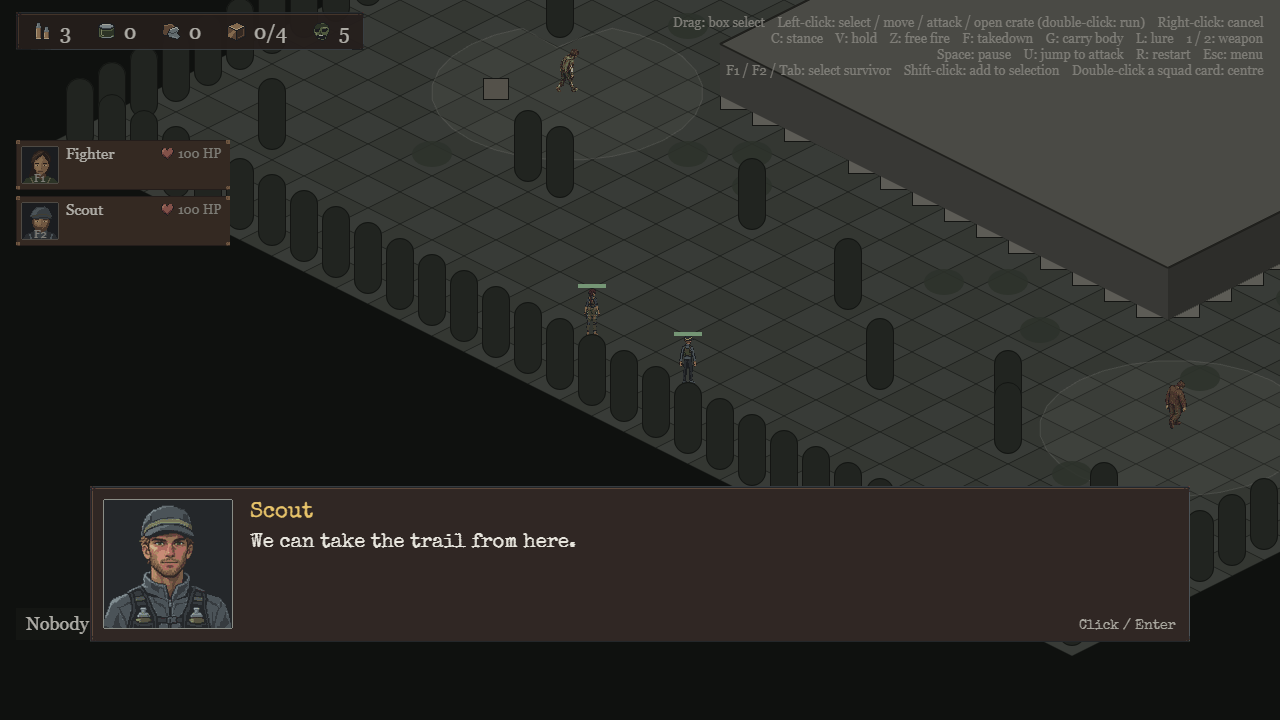 3 0 0 0/4 5
Drag: box select Left-click: select / move / attack / open crate (double-click: run) Right-click: cancel
C: stance V: hold Z: free fire F: takedown G: carry body L: lure 1 / 2: weapon
Space: pause U: jump to attack R: restart Esc: menu
F1 / F2 / Tab: select survivor Shift-click: add to selection Double-click a squad card: centre
Fighter 100 HP
F1
Scout 100 HP
F2
Scout
We can take the trail from here.
Click / Enter
Nobody